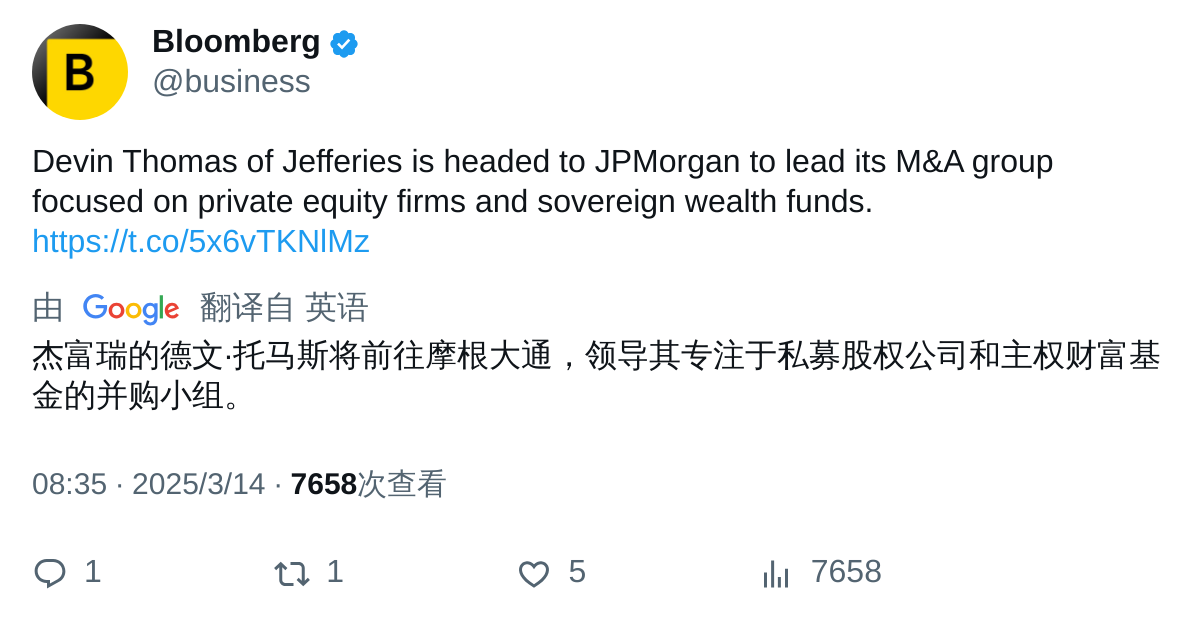 B
Bloomberg
@business
Devin Thomas of Jefferies is headed to JPMorgan to lead its M&A group
focused on private equity firms and sovereign wealth funds.
https://t.co/5x6vTKNlMz
由 Google 翻译自 英语
杰富瑞的德文·托马斯将前往摩根大通，领导其专注于私募股权公司和主权财富基
金的并购小组。
08:35 · 2025/3/14 · 7658次查看
1 1 5 7658